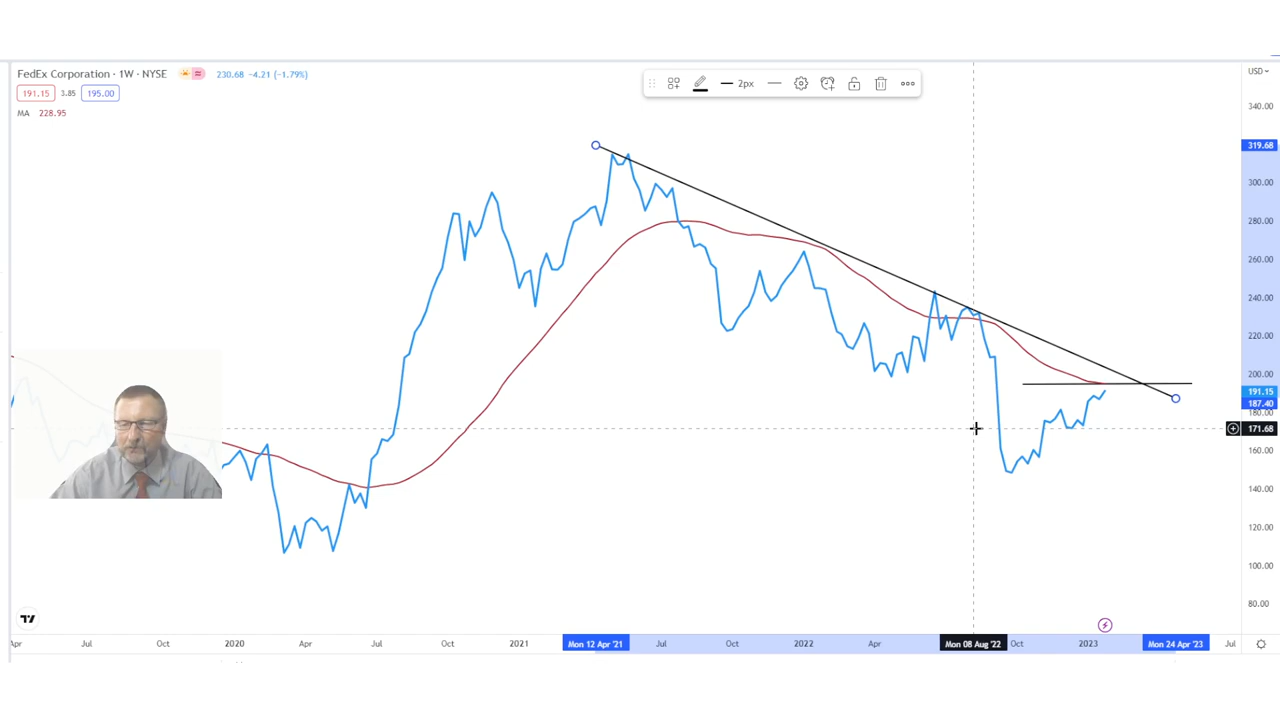 FedEx Corporation · 1W · NYSE 230.68 −4.21 (−1.79%)
191.15 3.85 195.00
MA 228.95
2px
USD
340.00
319.68
300.00
280.00
260.00
240.00
220.00
200.00
191.15
187.40
180.00
171.68
160.00
140.00
120.00
100.00
80.00
Apr Jul Oct 2020 Apr Jul Oct 2021 Mon 12 Apr '21 Jul Oct 2022 Apr Mon 08 Aug '22 Oct 2023 Mon 24 Apr '23 Jul